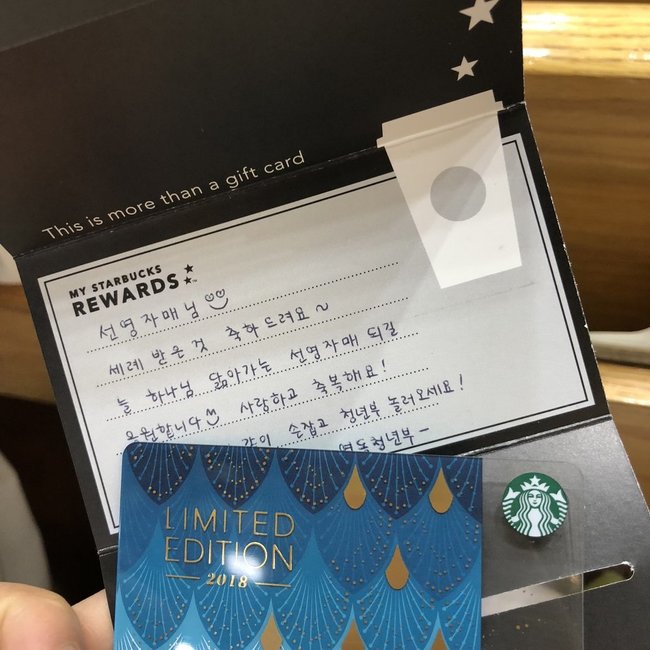 This is more than a gift card
MY STARBUCKS
REWARDS
선영자매님
세례 받은 것 축하 드려요~
늘 하나님 닮아가는 선영자매 되길
응원합니다 사랑하고 축복해요!
같이 손잡고 청년부 놀러오세요!
청년부-
LIMITED
EDITION
2018